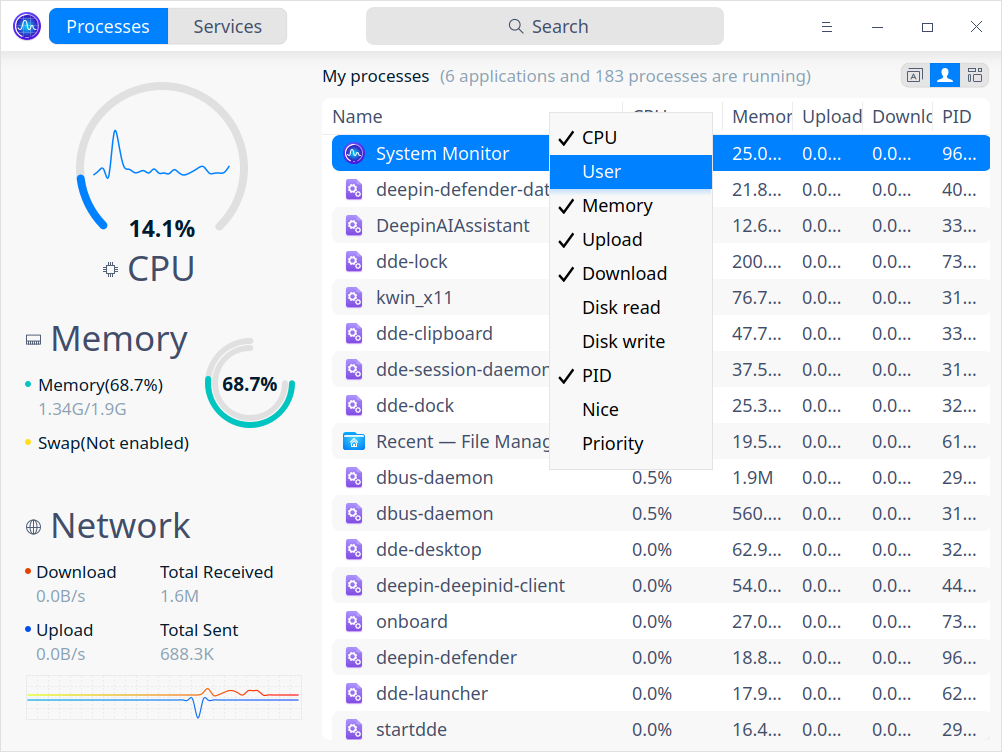 Processes
Services
Search
My processes (6 applications and 183 processes are running)
Name
Memor
Upload
Downlo
PID
System Monitor 25.0... 0.0... 0.0... 96...
deepin-defender-dat 21.8... 0.0... 0.0... 40...
DeepinAIAssistant 12.6... 0.0... 0.0... 33...
dde-lock 200.... 0.0... 0.0... 73...
kwin_x11 76.7... 0.0... 0.0... 31...
dde-clipboard 47.7... 0.0... 0.0... 33...
dde-session-daemon 37.5... 0.0... 0.0... 31...
dde-dock 25.3... 0.0... 0.0... 32...
Recent — File Manag 19.5... 0.0... 0.0... 61...
dbus-daemon 0.5% 1.9M 0.0... 0.0... 29...
dbus-daemon 0.5% 560.... 0.0... 0.0... 31...
dde-desktop 0.0% 62.9... 0.0... 0.0... 32...
deepin-deepinid-client 0.0% 54.0... 0.0... 0.0... 44...
onboard 0.0% 27.0... 0.0... 0.0... 73...
deepin-defender 0.0% 18.8... 0.0... 0.0... 96...
dde-launcher 0.0% 17.9... 0.0... 0.0... 62...
startdde 0.0% 16.4... 0.0... 0.0... 29...
CPU
User
Memory
Upload
Download
Disk read
Disk write
PID
Nice
Priority
14.1%
CPU
Memory
Memory(68.7%)
1.34G/1.9G
Swap(Not enabled)
68.7%
Network
Download Total Received
0.0B/s 1.6M
Upload Total Sent
0.0B/s 688.3K